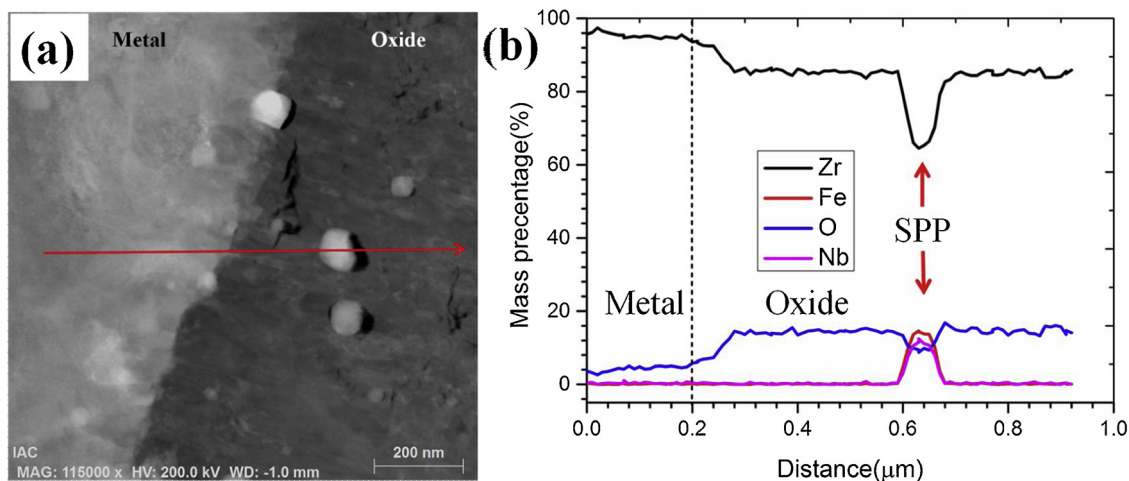 (a)
Metal
Oxide
IAC
MAG: 115000 x HV: 200.0 kV WD: -1.0 mm
200 nm
(b)
Mass precentage(%)
100
80
60
40
20
0
Zr
Fe
O
Nb
SPP
Metal
Oxide
0.0 0.2 0.4 0.6 0.8 1.0
Distance(μm)